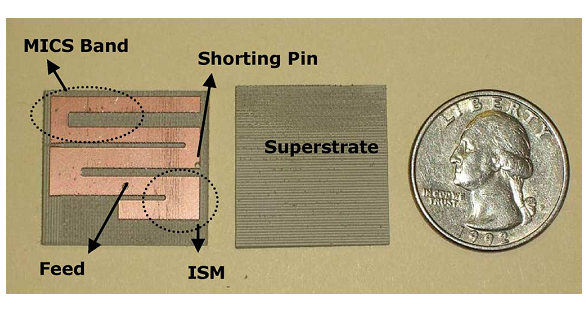 MICS Band
Shorting Pin
Superstrate
Feed
ISM
LIBERTY
IN GOD WE
TRUST
1992